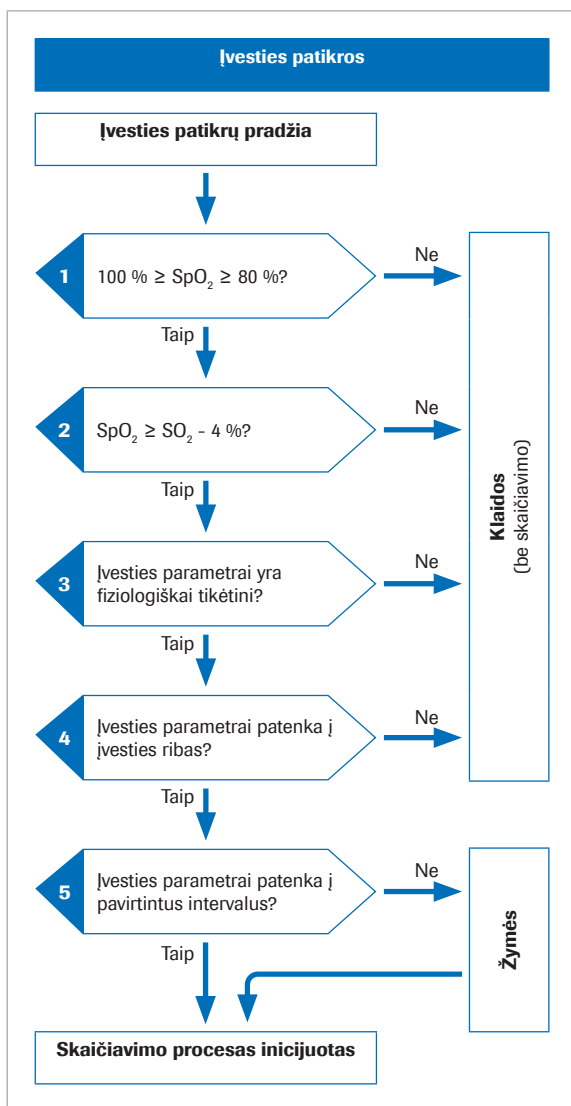 Įvesties patikros
Įvesties patikrų pradžia
1
100 % ≥ SpO₂ ≥ 80 %?
Ne
Taip
2
SpO₂ ≥ SO₂ - 4 %?
Ne
Taip
3
Įvesties parametrai yra
fiziologiškai tikėtini?
Ne
Taip
4
Įvesties parametrai patenka į
įvesties ribas?
Ne
Klaidos
(be skaičiavimo)
Taip
5
Įvesties parametrai patenka į
pavirtintus intervalus?
Ne
Žymės
Taip
Skaičiavimo procesas inicijuotas